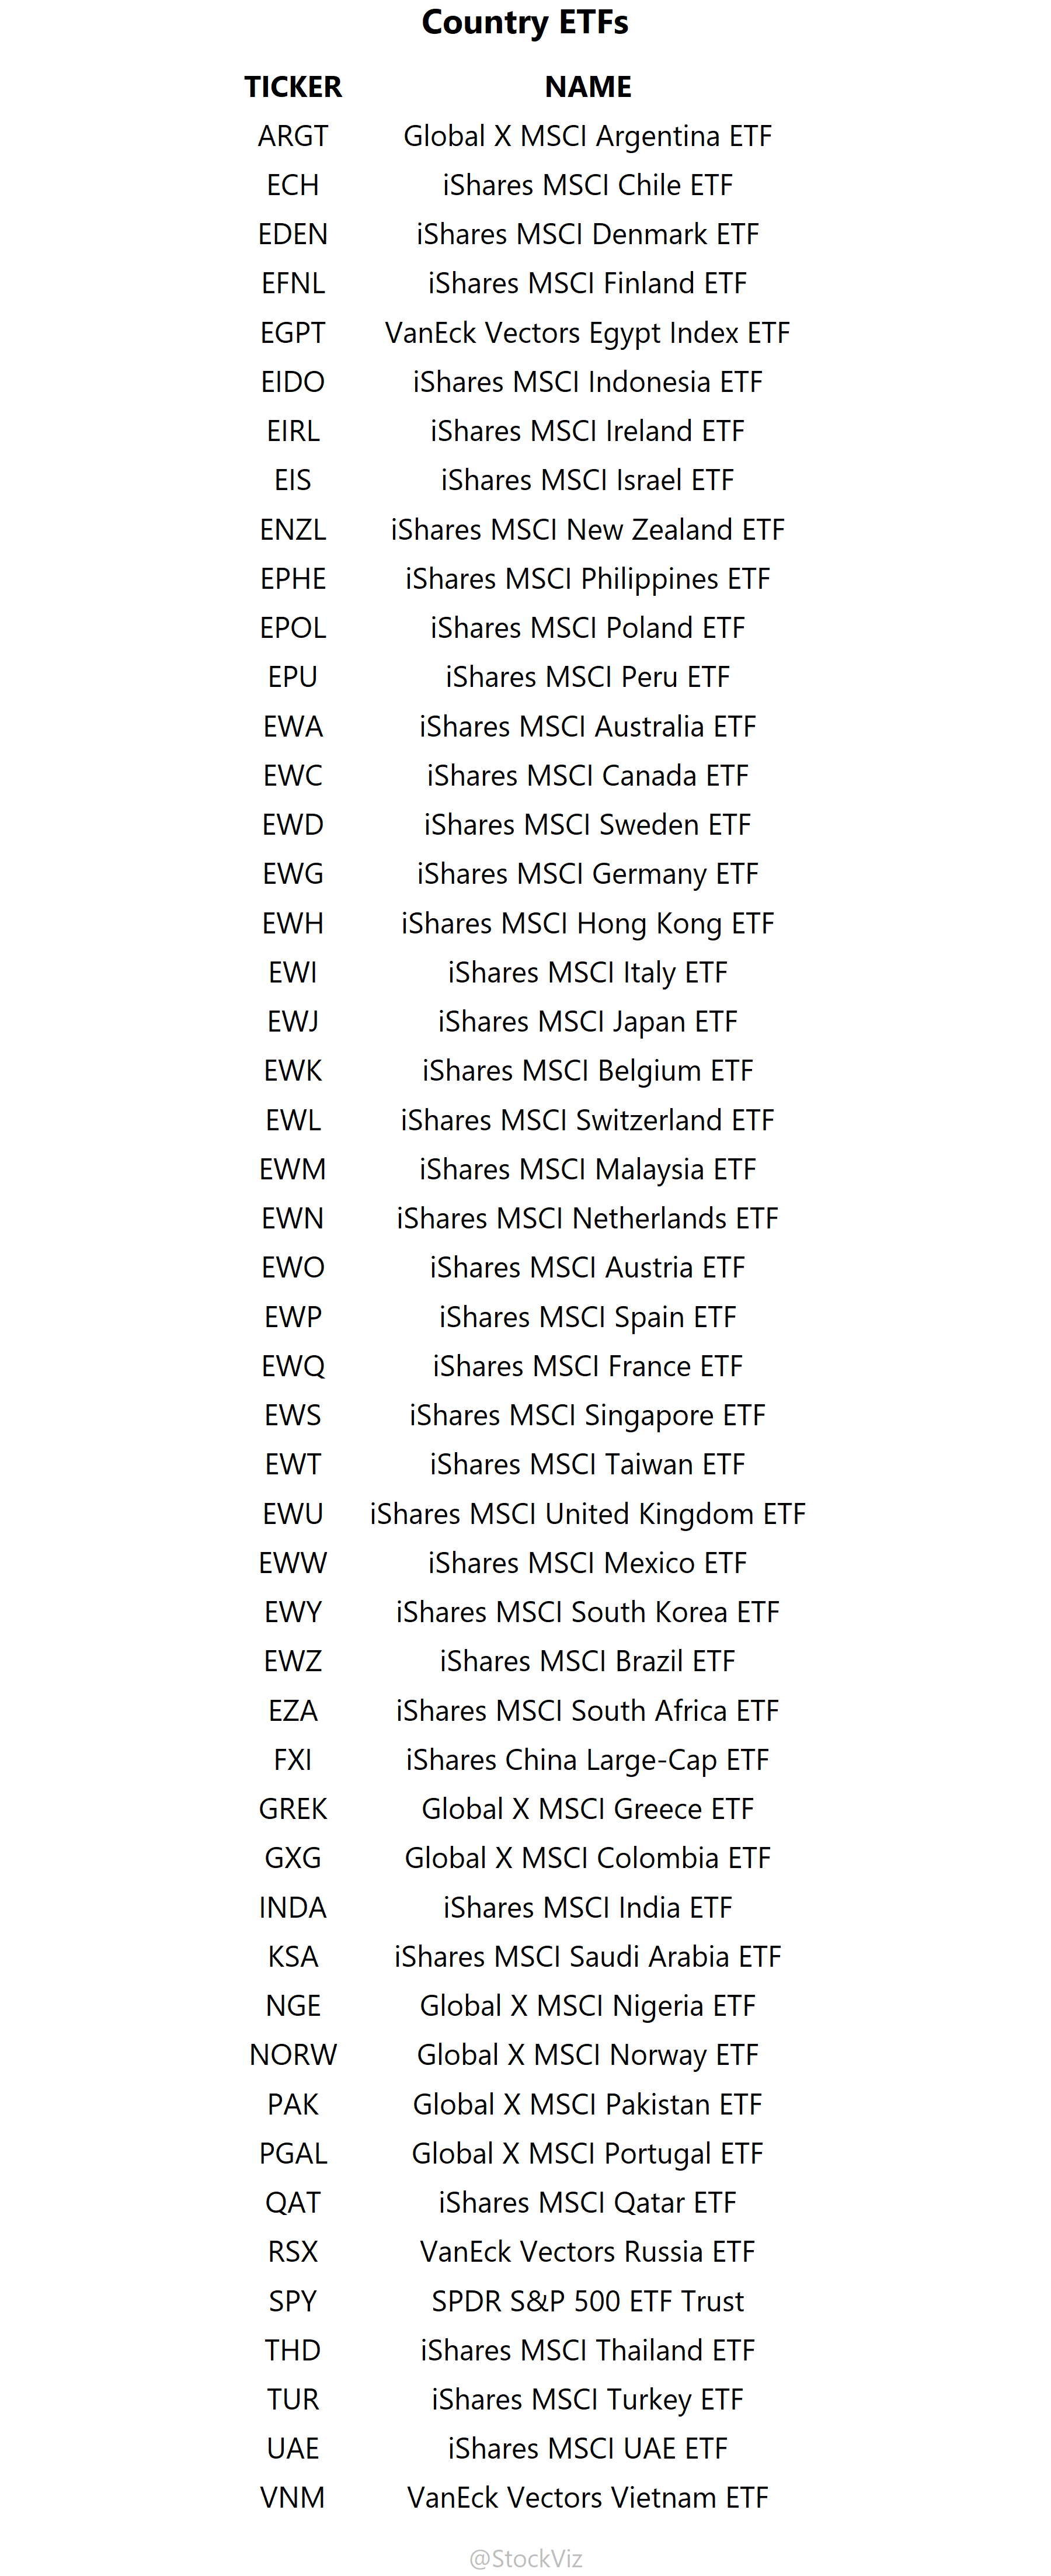 Country ETFs
TICKER NAME
ARGT Global X MSCI Argentina ETF
ECH iShares MSCI Chile ETF
EDEN iShares MSCI Denmark ETF
EFNL iShares MSCI Finland ETF
EGPT VanEck Vectors Egypt Index ETF
EIDO iShares MSCI Indonesia ETF
EIRL iShares MSCI Ireland ETF
EIS iShares MSCI Israel ETF
ENZL iShares MSCI New Zealand ETF
EPHE iShares MSCI Philippines ETF
EPOL iShares MSCI Poland ETF
EPU iShares MSCI Peru ETF
EWA iShares MSCI Australia ETF
EWC iShares MSCI Canada ETF
EWD iShares MSCI Sweden ETF
EWG iShares MSCI Germany ETF
EWH iShares MSCI Hong Kong ETF
EWI iShares MSCI Italy ETF
EWJ iShares MSCI Japan ETF
EWK iShares MSCI Belgium ETF
EWL iShares MSCI Switzerland ETF
EWM iShares MSCI Malaysia ETF
EWN iShares MSCI Netherlands ETF
EWO iShares MSCI Austria ETF
EWP iShares MSCI Spain ETF
EWQ iShares MSCI France ETF
EWS iShares MSCI Singapore ETF
EWT iShares MSCI Taiwan ETF
EWU iShares MSCI United Kingdom ETF
EWW iShares MSCI Mexico ETF
EWY iShares MSCI South Korea ETF
EWZ iShares MSCI Brazil ETF
EZA iShares MSCI South Africa ETF
FXI iShares China Large-Cap ETF
GREK Global X MSCI Greece ETF
GXG Global X MSCI Colombia ETF
INDA iShares MSCI India ETF
KSA iShares MSCI Saudi Arabia ETF
NGE Global X MSCI Nigeria ETF
NORW Global X MSCI Norway ETF
PAK Global X MSCI Pakistan ETF
PGAL Global X MSCI Portugal ETF
QAT iShares MSCI Qatar ETF
RSX VanEck Vectors Russia ETF
SPY SPDR S&P 500 ETF Trust
THD iShares MSCI Thailand ETF
TUR iShares MSCI Turkey ETF
UAE iShares MSCI UAE ETF
VNM VanEck Vectors Vietnam ETF
@StockViz